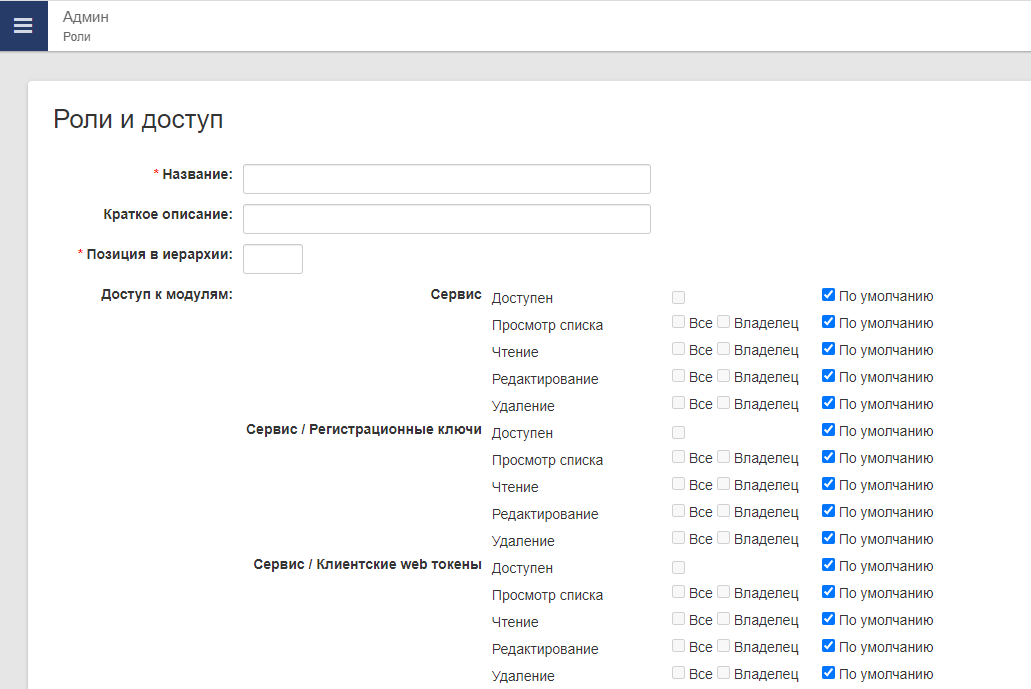 Админ
Роли
Роли и доступ
* Название:
Краткое описание:
* Позиция в иерархии:
Доступ к модулям: Сервис Доступен По умолчанию
Просмотр списка Все Владелец По умолчанию
Чтение Все Владелец По умолчанию
Редактирование Все Владелец По умолчанию
Удаление Все Владелец По умолчанию
Сервис / Регистрационные ключи Доступен По умолчанию
Просмотр списка Все Владелец По умолчанию
Чтение Все Владелец По умолчанию
Редактирование Все Владелец По умолчанию
Удаление Все Владелец По умолчанию
Сервис / Клиентские web токены Доступен По умолчанию
Просмотр списка Все Владелец По умолчанию
Чтение Все Владелец По умолчанию
Редактирование Все Владелец По умолчанию
Удаление Все Владелец По умолчанию